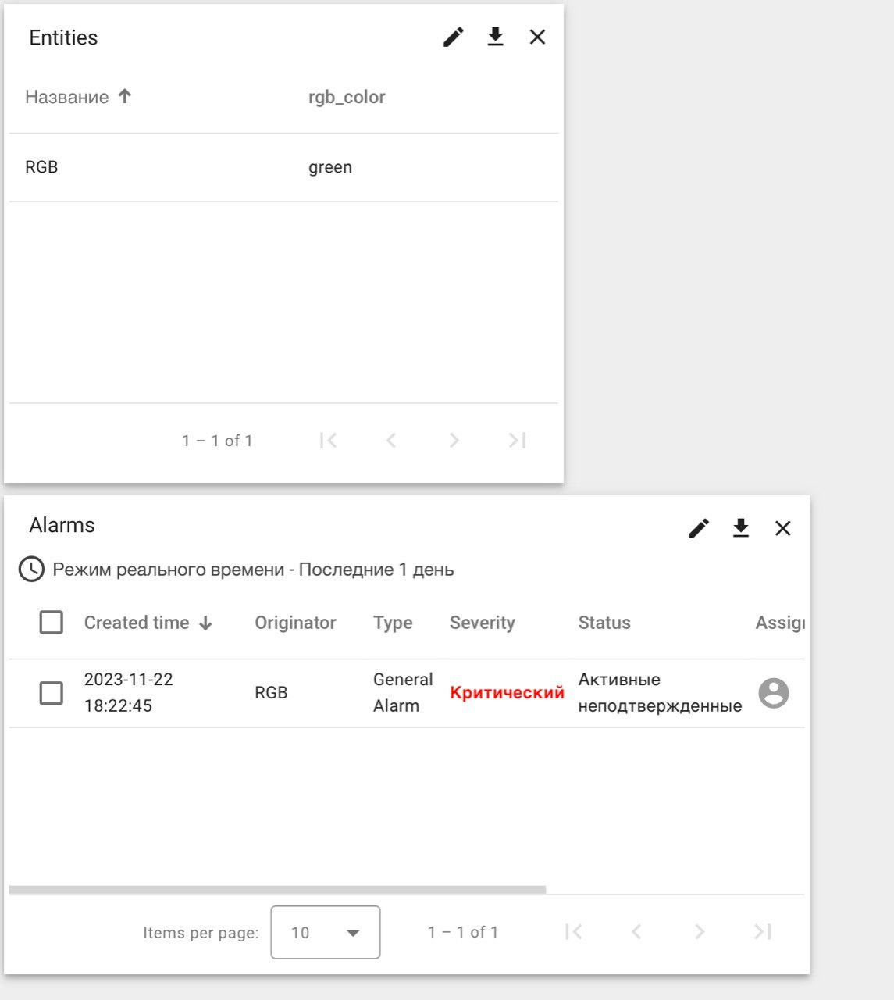 Entities
Название rgb_color
RGB green
1 – 1 of 1
Alarms
Режим реального времени - Последние 1 день
Created time Originator Type Severity Status Assig
2023-11-22 18:22:45 RGB General Alarm Критический Активные неподтвержденные
Items per page: 10 1 – 1 of 1